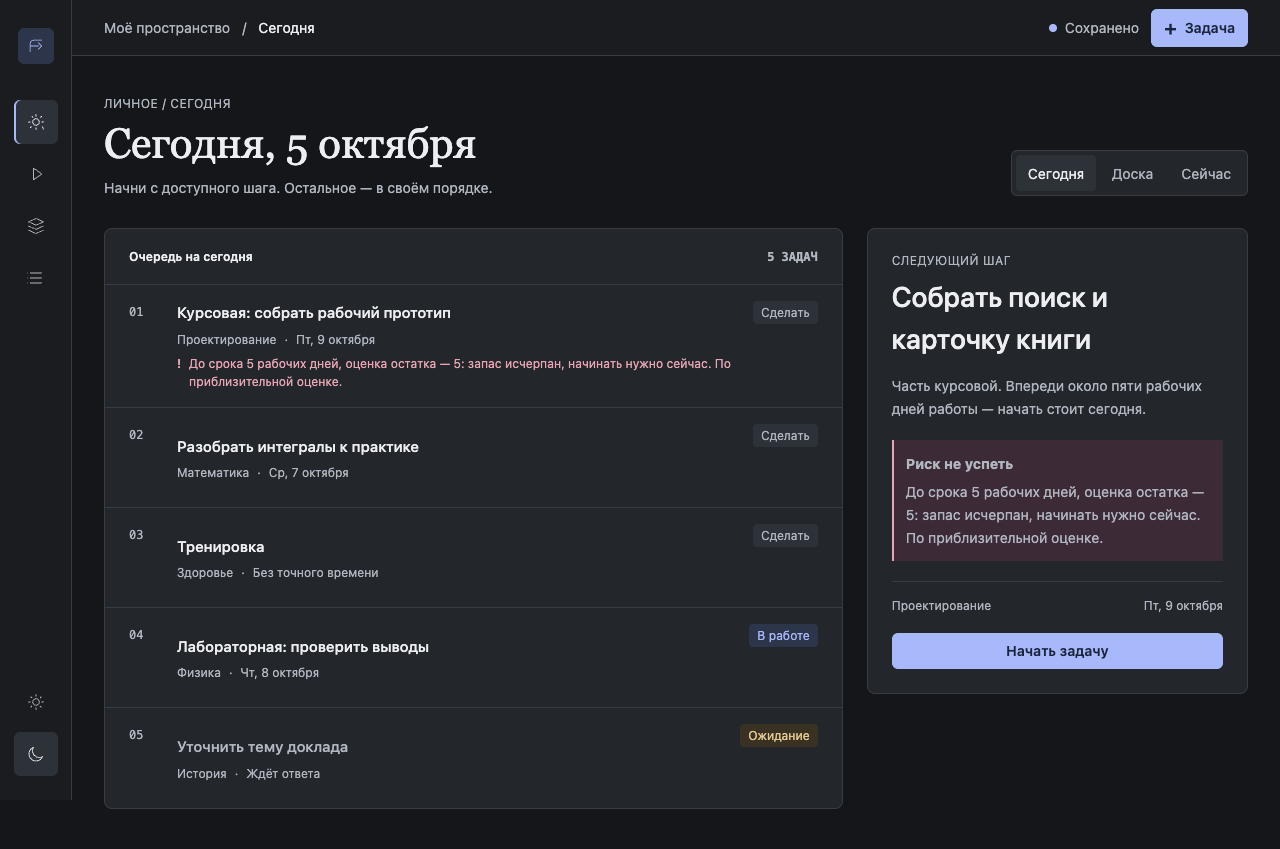 Моё пространство / Сегодня
Сохранено
+ Задача
ЛИЧНОЕ / СЕГОДНЯ
Сегодня, 5 октября
Начни с доступного шага. Остальное — в своём порядке.
Сегодня
Доска
Сейчас
Очередь на сегодня
5 ЗАДАЧ
01
Курсовая: собрать рабочий прототип
Сделать
Проектирование · Пт, 9 октября
! До срока 5 рабочих дней, оценка остатка — 5: запас исчерпан, начинать нужно сейчас. По
приблизительной оценке.
02
Разобрать интегралы к практике
Сделать
Математика · Ср, 7 октября
03
Тренировка
Сделать
Здоровье · Без точного времени
04
Лабораторная: проверить выводы
В работе
Физика · Чт, 8 октября
05
Уточнить тему доклада
Ожидание
История · Ждёт ответа
СЛЕДУЮЩИЙ ШАГ
Собрать поиск и
карточку книги
Часть курсовой. Впереди около пяти рабочих
дней работы — начать стоит сегодня.
Риск не успеть
До срока 5 рабочих дней, оценка остатка —
5: запас исчерпан, начинать нужно сейчас.
По приблизительной оценке.
Проектирование
Пт, 9 октября
Начать задачу